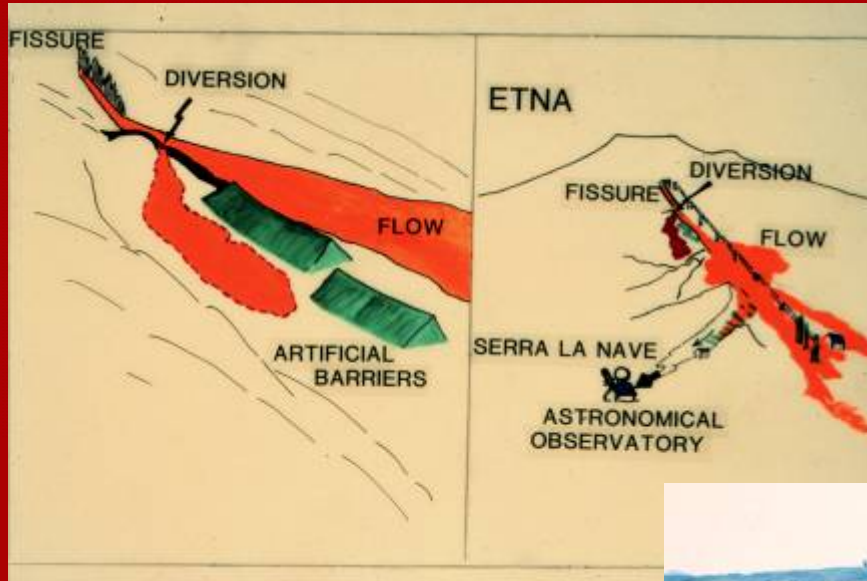 FISSURE
DIVERSION
FLOW
ARTIFICIAL
BARRIERS
ETNA
DIVERSION
FISSURE
FLOW
SERRA LA NAVE
ASTRONOMICAL
OBSERVATORY